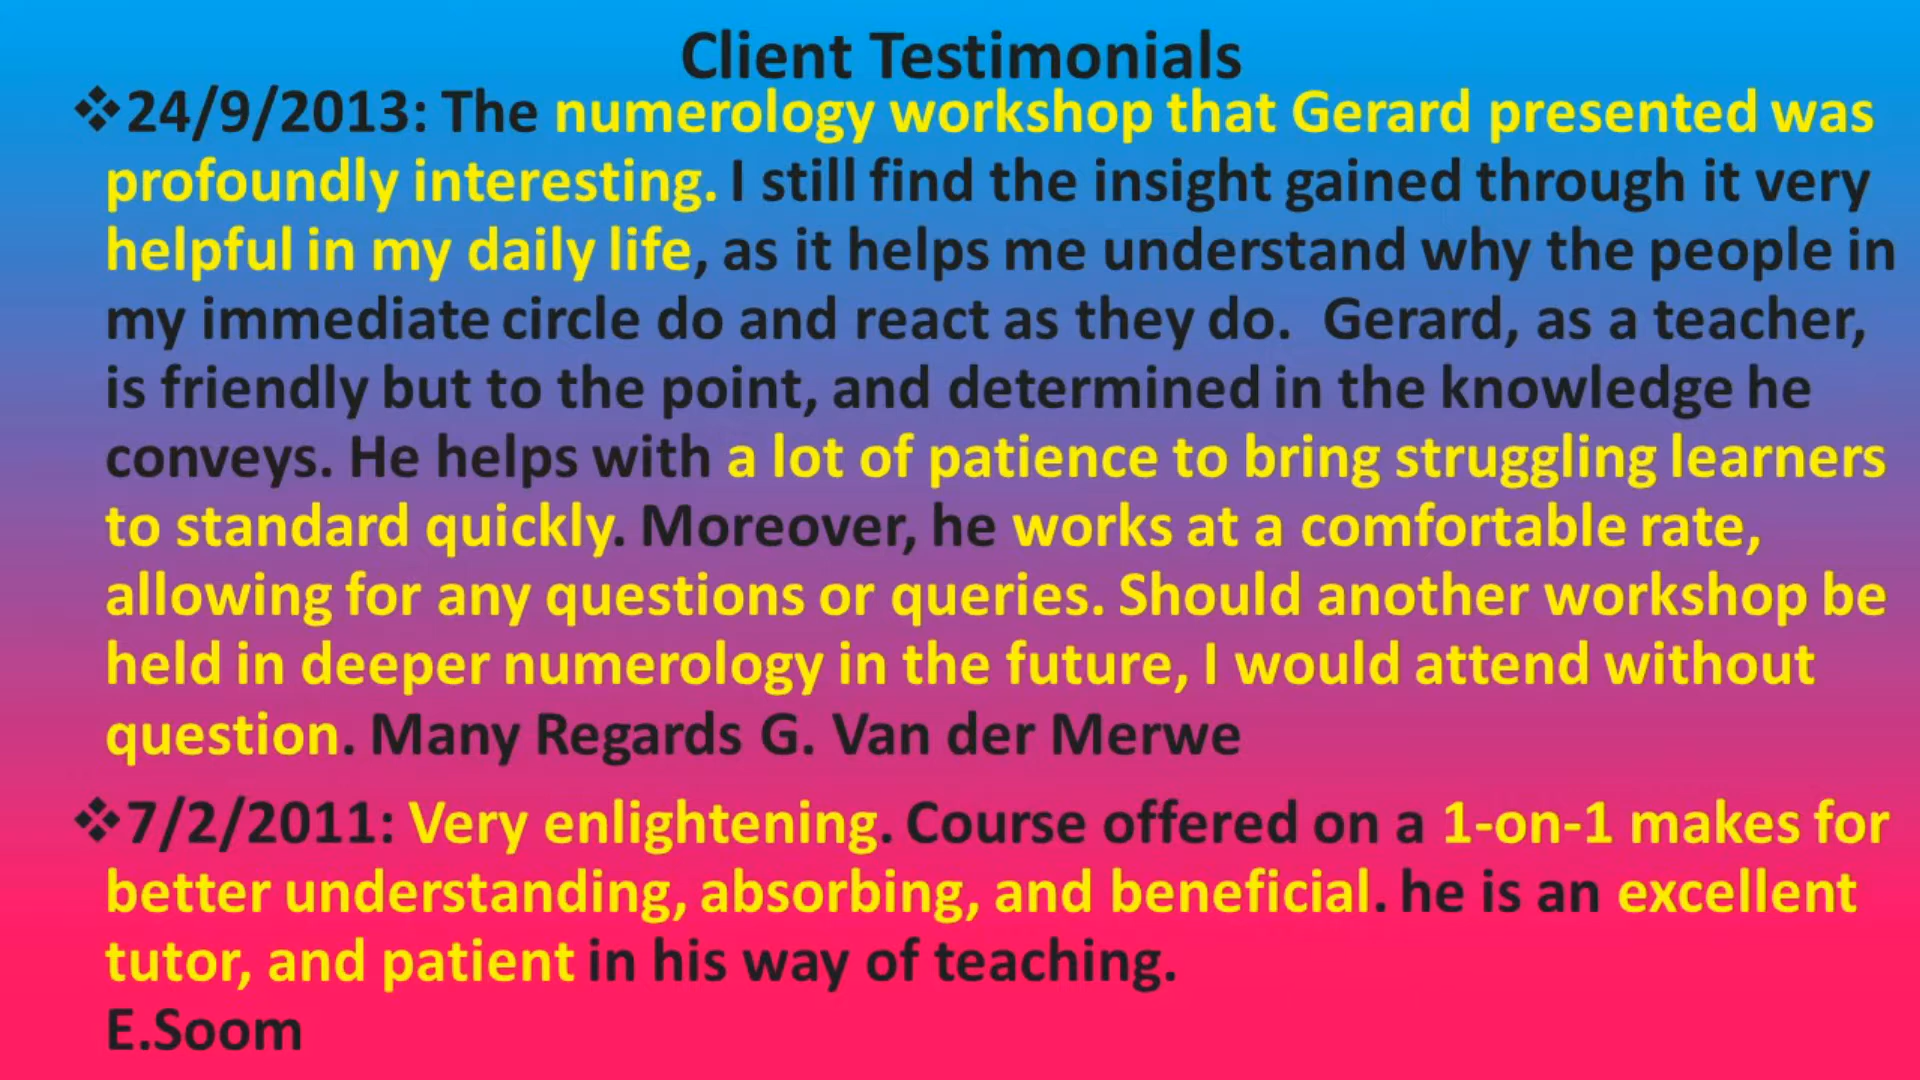 Client Testimonials
❖24/9/2013: The numerology workshop that Gerard presented was
profoundly interesting. I still find the insight gained through it very
helpful in my daily life, as it helps me understand why the people in
my immediate circle do and react as they do.  Gerard, as a teacher,
is friendly but to the point, and determined in the knowledge he
conveys. He helps with a lot of patience to bring struggling learners
to standard quickly. Moreover, he works at a comfortable rate,
allowing for any questions or queries. Should another workshop be
held in deeper numerology in the future, I would attend without
question. Many Regards G. Van der Merwe
❖7/2/2011: Very enlightening. Course offered on a 1-on-1 makes for
better understanding, absorbing, and beneficial. he is an excellent
tutor, and patient in his way of teaching.
E.Soom